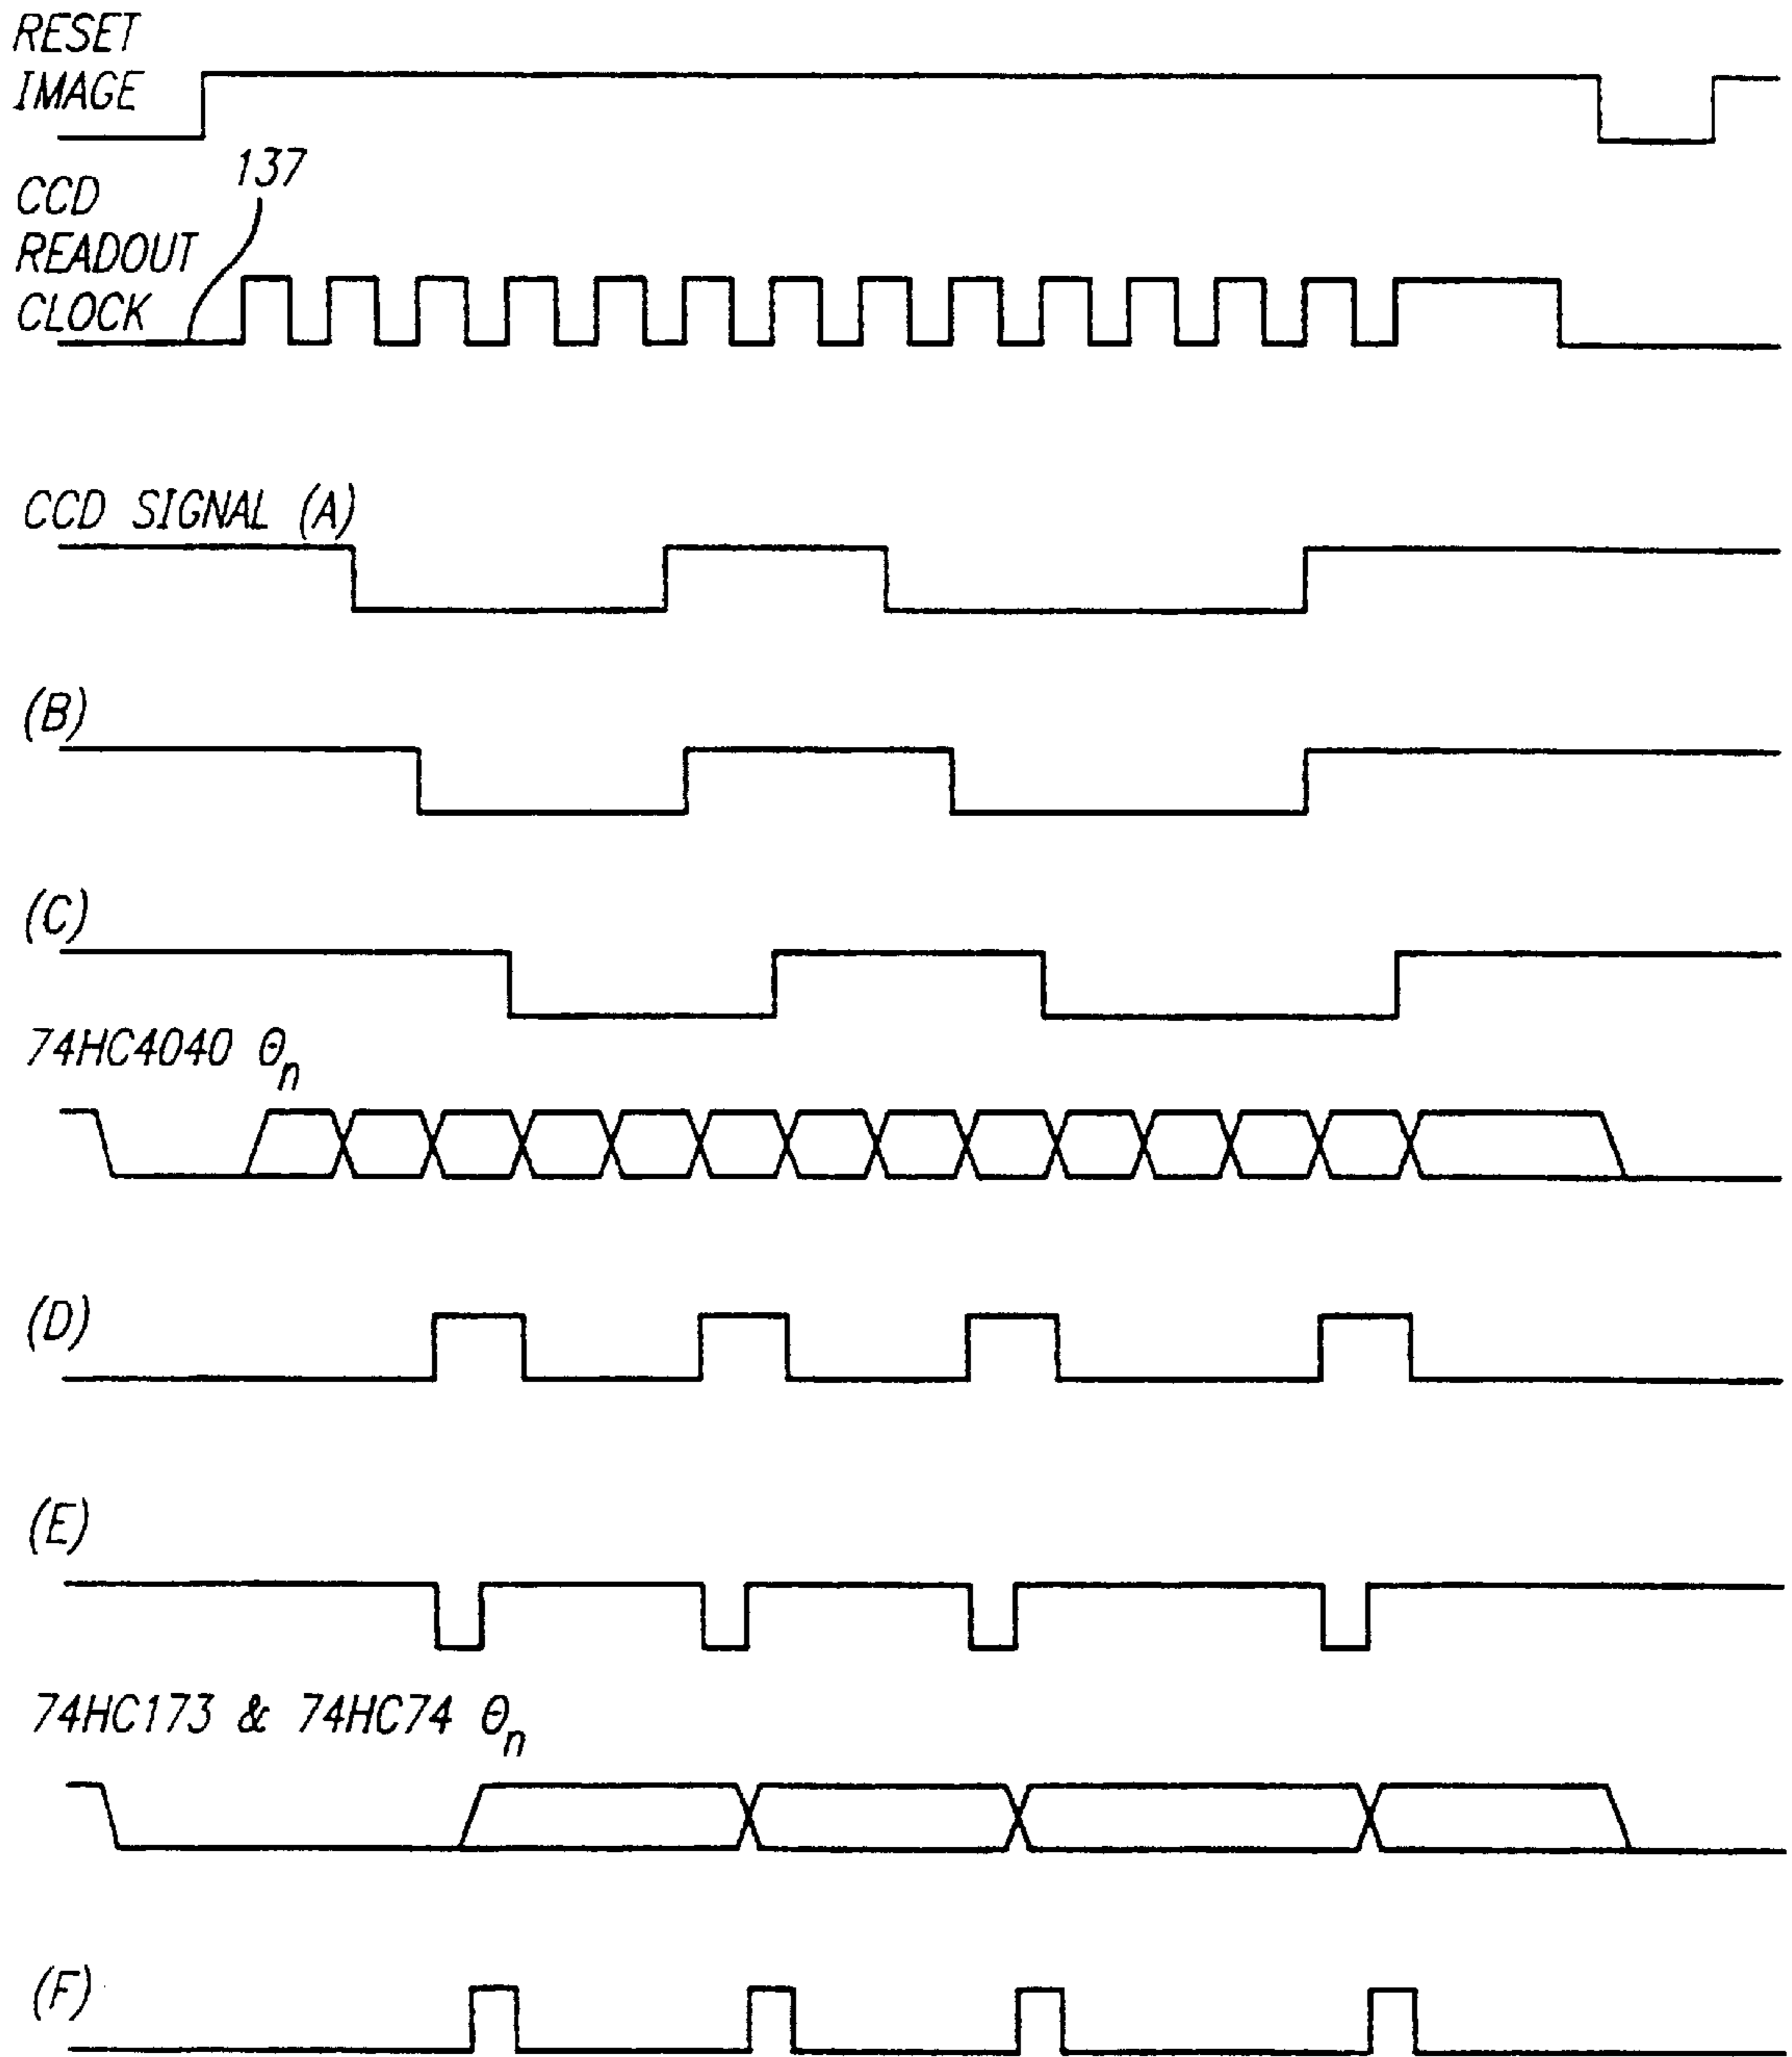 RESET
IMAGE
137
CCD
READOUT
CLOCK
CCD SIGNAL (A)
(B)
(C)
74HC4040 Θn
(D)
(E)
74HC173 & 74HC74 Θn
(F)